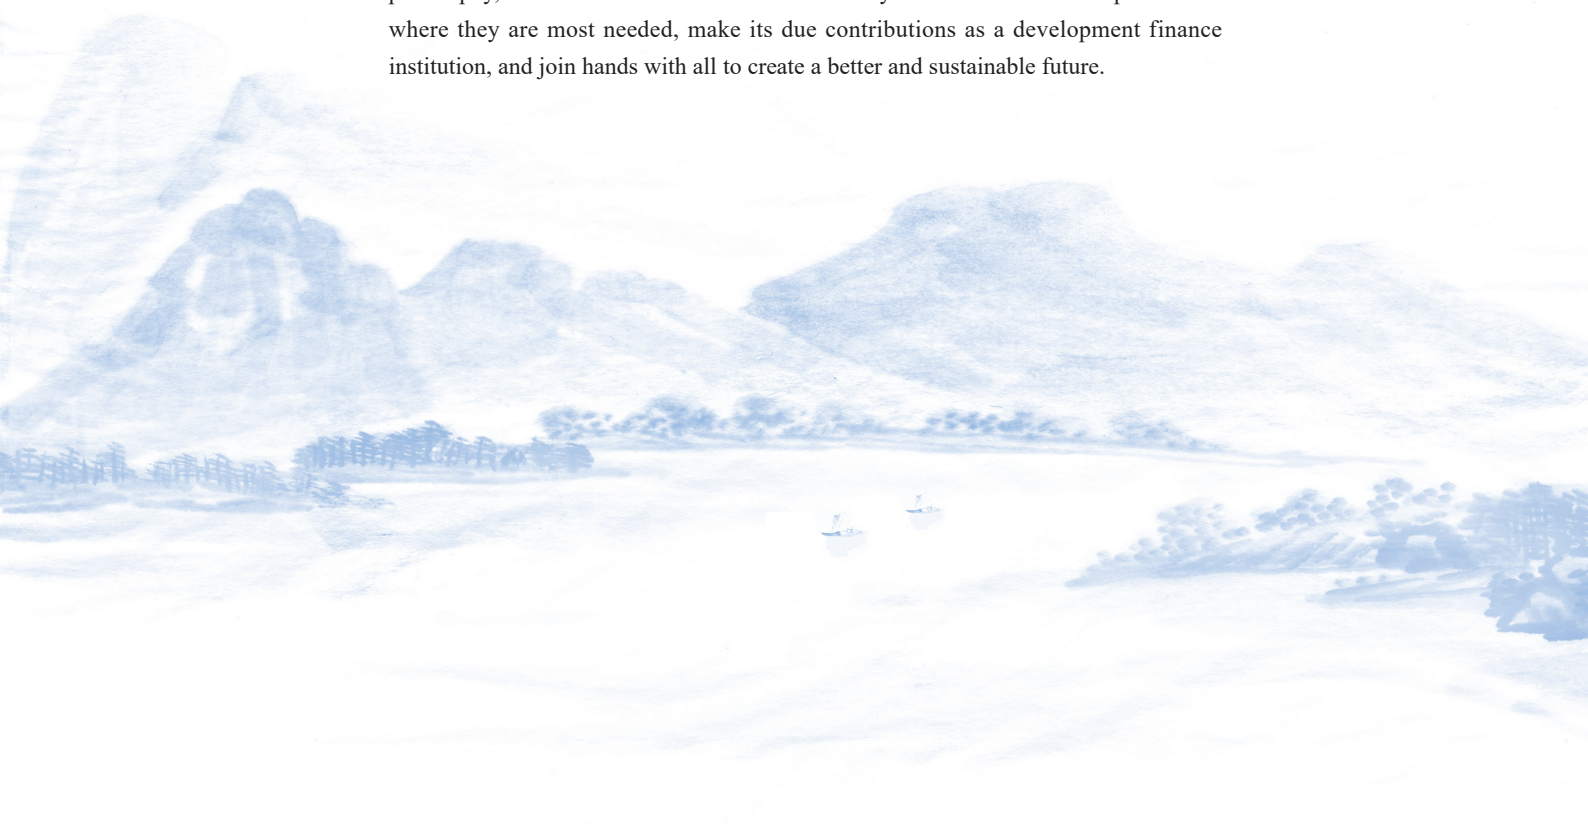 where they are most needed, make its due contributions as a development finance
institution, and join hands with all to create a better and sustainable future.